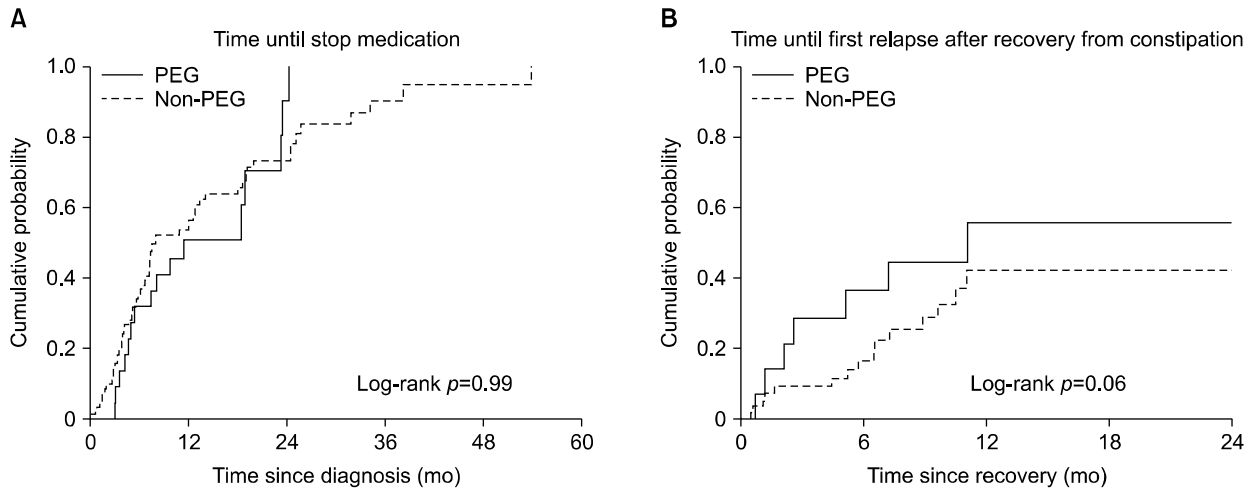 A
Time until stop medication
1.0
0.8
0.6
0.4
0.2
0
PEG
Non-PEG
Cumulative probability
Log-rank p=0.99
0 12 24 36 48 60
Time since diagnosis (mo)
B
Time until first relapse after recovery from constipation
1.0
0.8
0.6
0.4
0.2
0
PEG
Non-PEG
Cumulative probability
Log-rank p=0.06
0 6 12 18 24
Time since recovery (mo)